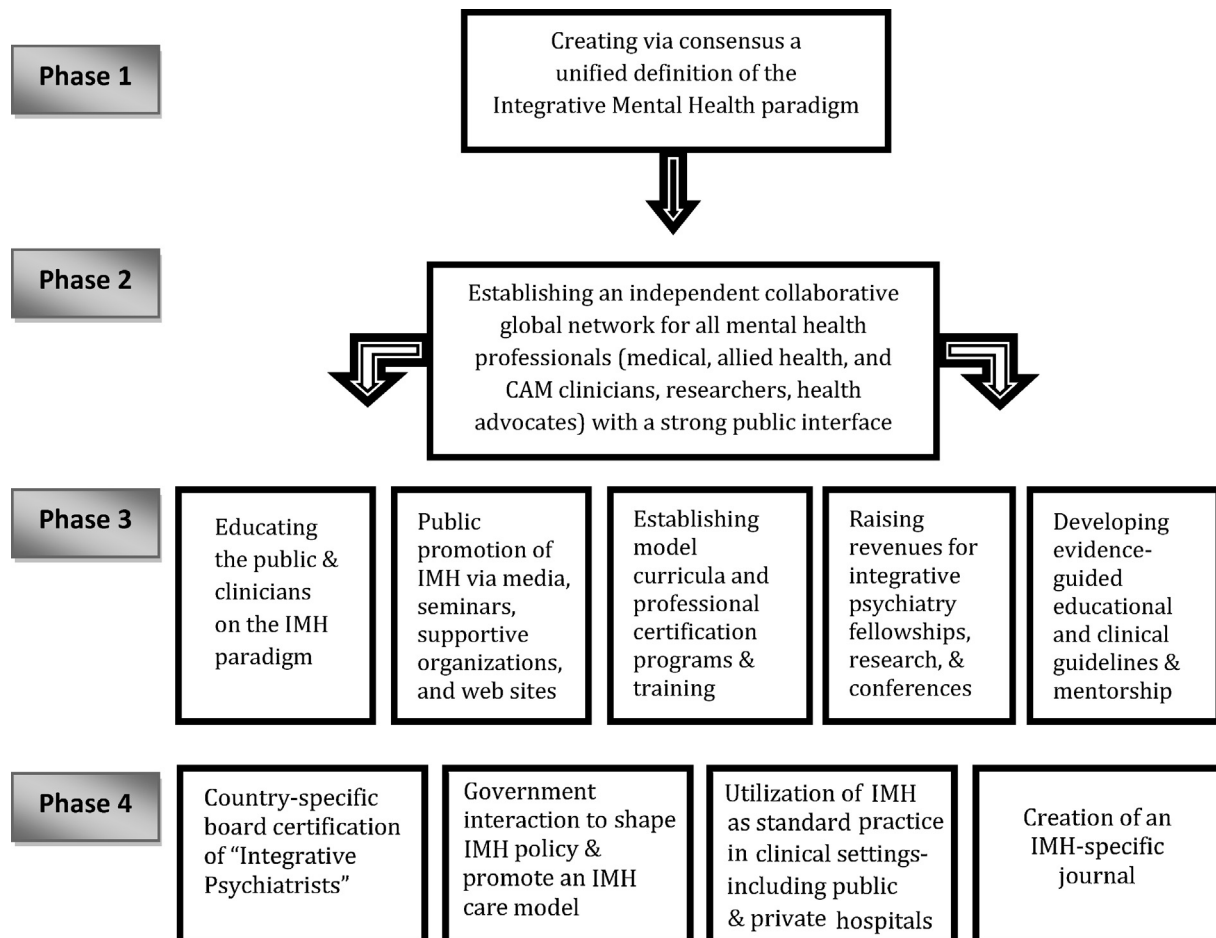 Phase 1
Creating via consensus a
unified definition of the
Integrative Mental Health paradigm
Phase 2
Establishing an independent collaborative
global network for all mental health
professionals (medical, allied health, and
CAM clinicians, researchers, health
advocates) with a strong public interface
Phase 3
Educating
the public &
clinicians
on the IMH
paradigm
Public
promotion of
IMH via media,
seminars,
supportive
organizations,
and web sites
Establishing
model
curricula and
professional
certification
programs &
training
Raising
revenues for
integrative
psychiatry
fellowships,
research, &
conferences
Developing
evidence-
guided
educational
and clinical
guidelines &
mentorship
Phase 4
Country-specific
board certification
of “Integrative
Psychiatrists”
Government
interaction to shape
IMH policy &
promote an IMH
care model
Utilization of IMH
as standard practice
in clinical settings-
including public
& private hospitals
Creation of an
IMH-specific
journal